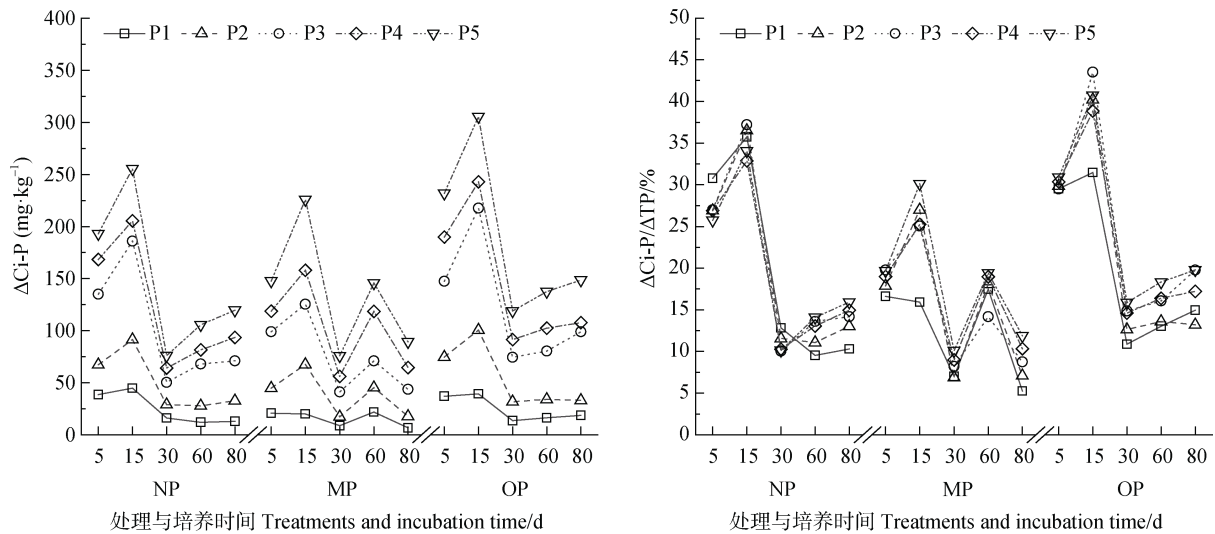 400
350
300
250
200
150
100
50
0
ΔCi-P (mg·kg⁻¹)
P1 P2 P3 P4 P5
5 15 30 60 80 5 15 30 60 80 5 15 30 60 80
NP MP OP
处理与培养时间 Treatments and incubation time/d
50
45
40
35
30
25
20
15
10
5
0
ΔCi-P/ΔTP/%
P1 P2 P3 P4 P5
5 15 30 60 80 5 15 30 60 80 5 15 30 60 80
NP MP OP
处理与培养时间 Treatments and incubation time/d